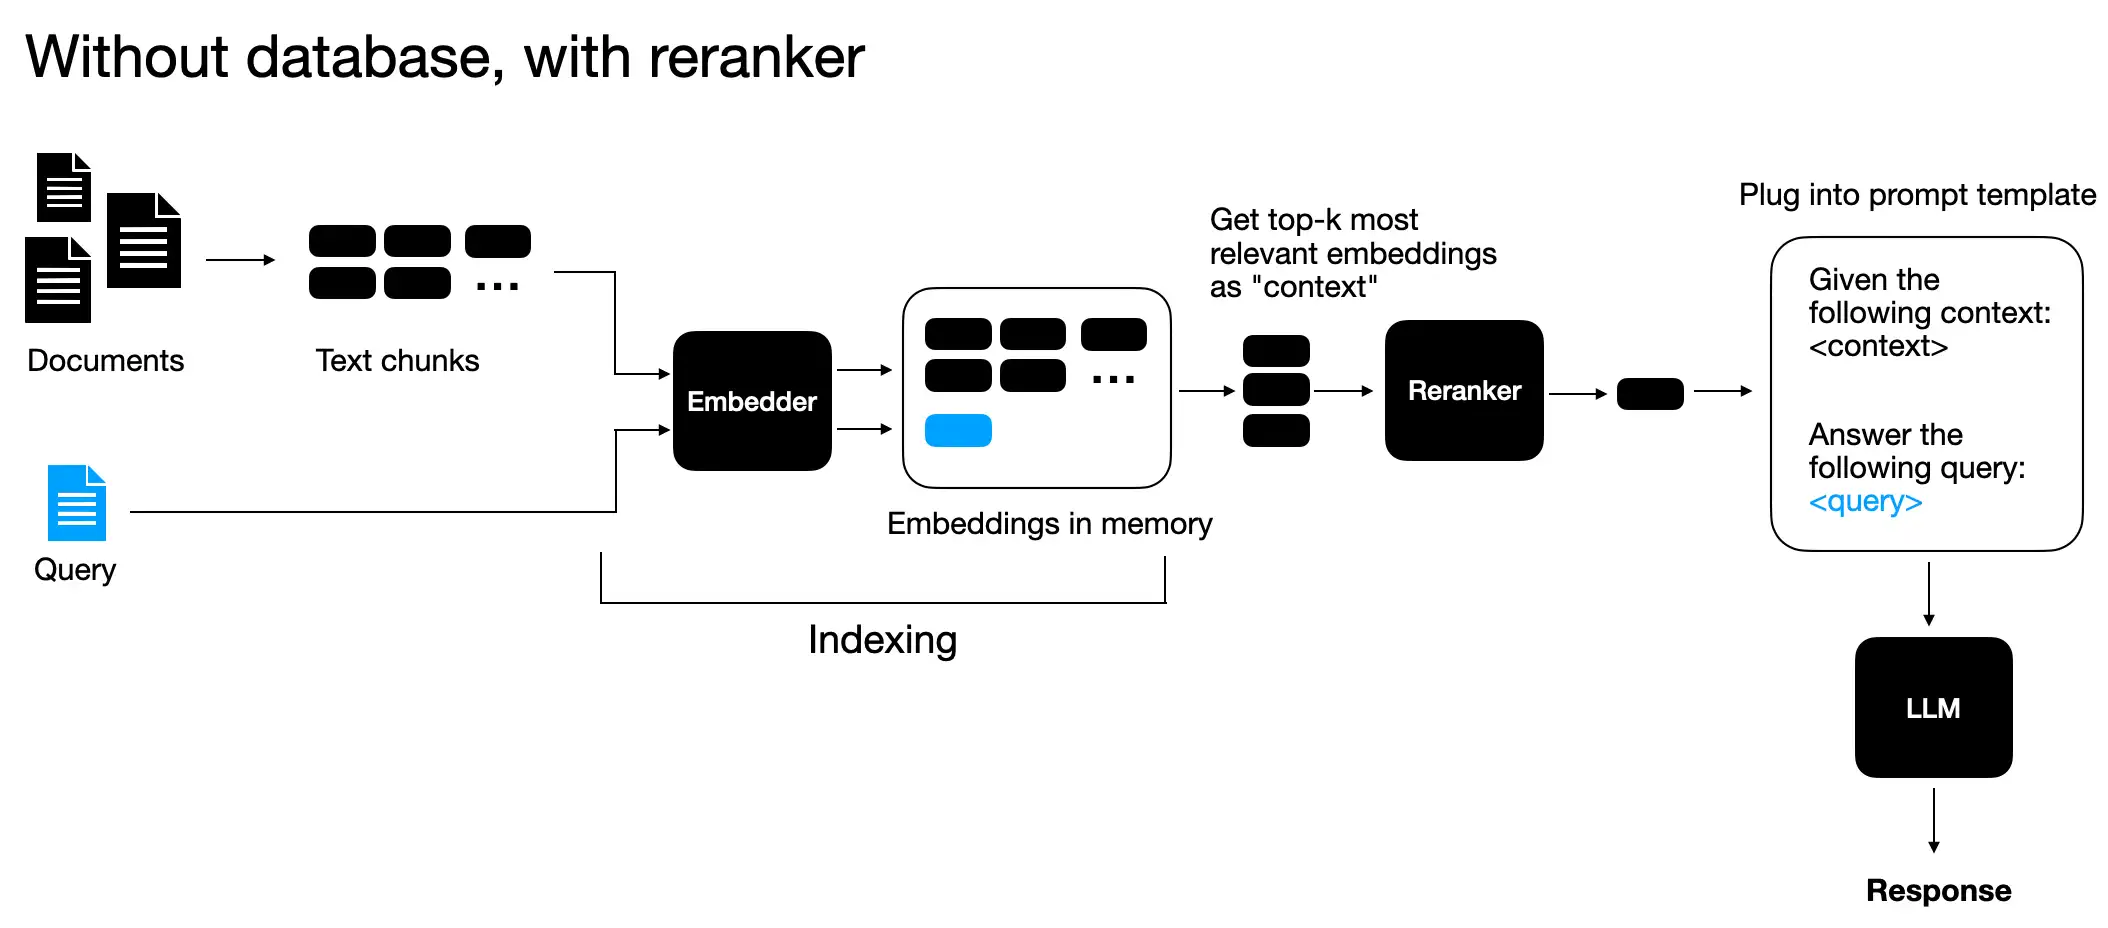 Without database, with reranker
Documents
Text chunks
Query
Embedder
Embeddings in memory
Indexing
Get top-k most
relevant embeddings
as "context"
Reranker
Plug into prompt template
Given the
following context:
<context>
Answer the
following query:
<query>
LLM
Response